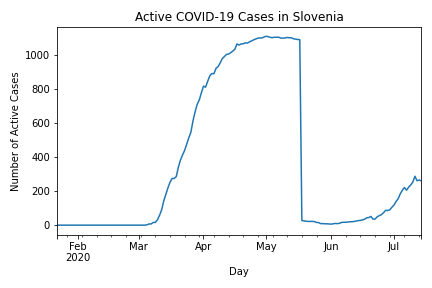 Active COVID-19 Cases in Slovenia
Number of Active Cases
1000
800
600
400
200
0
Feb
2020
Mar
Apr
May
Jun
Jul
Day